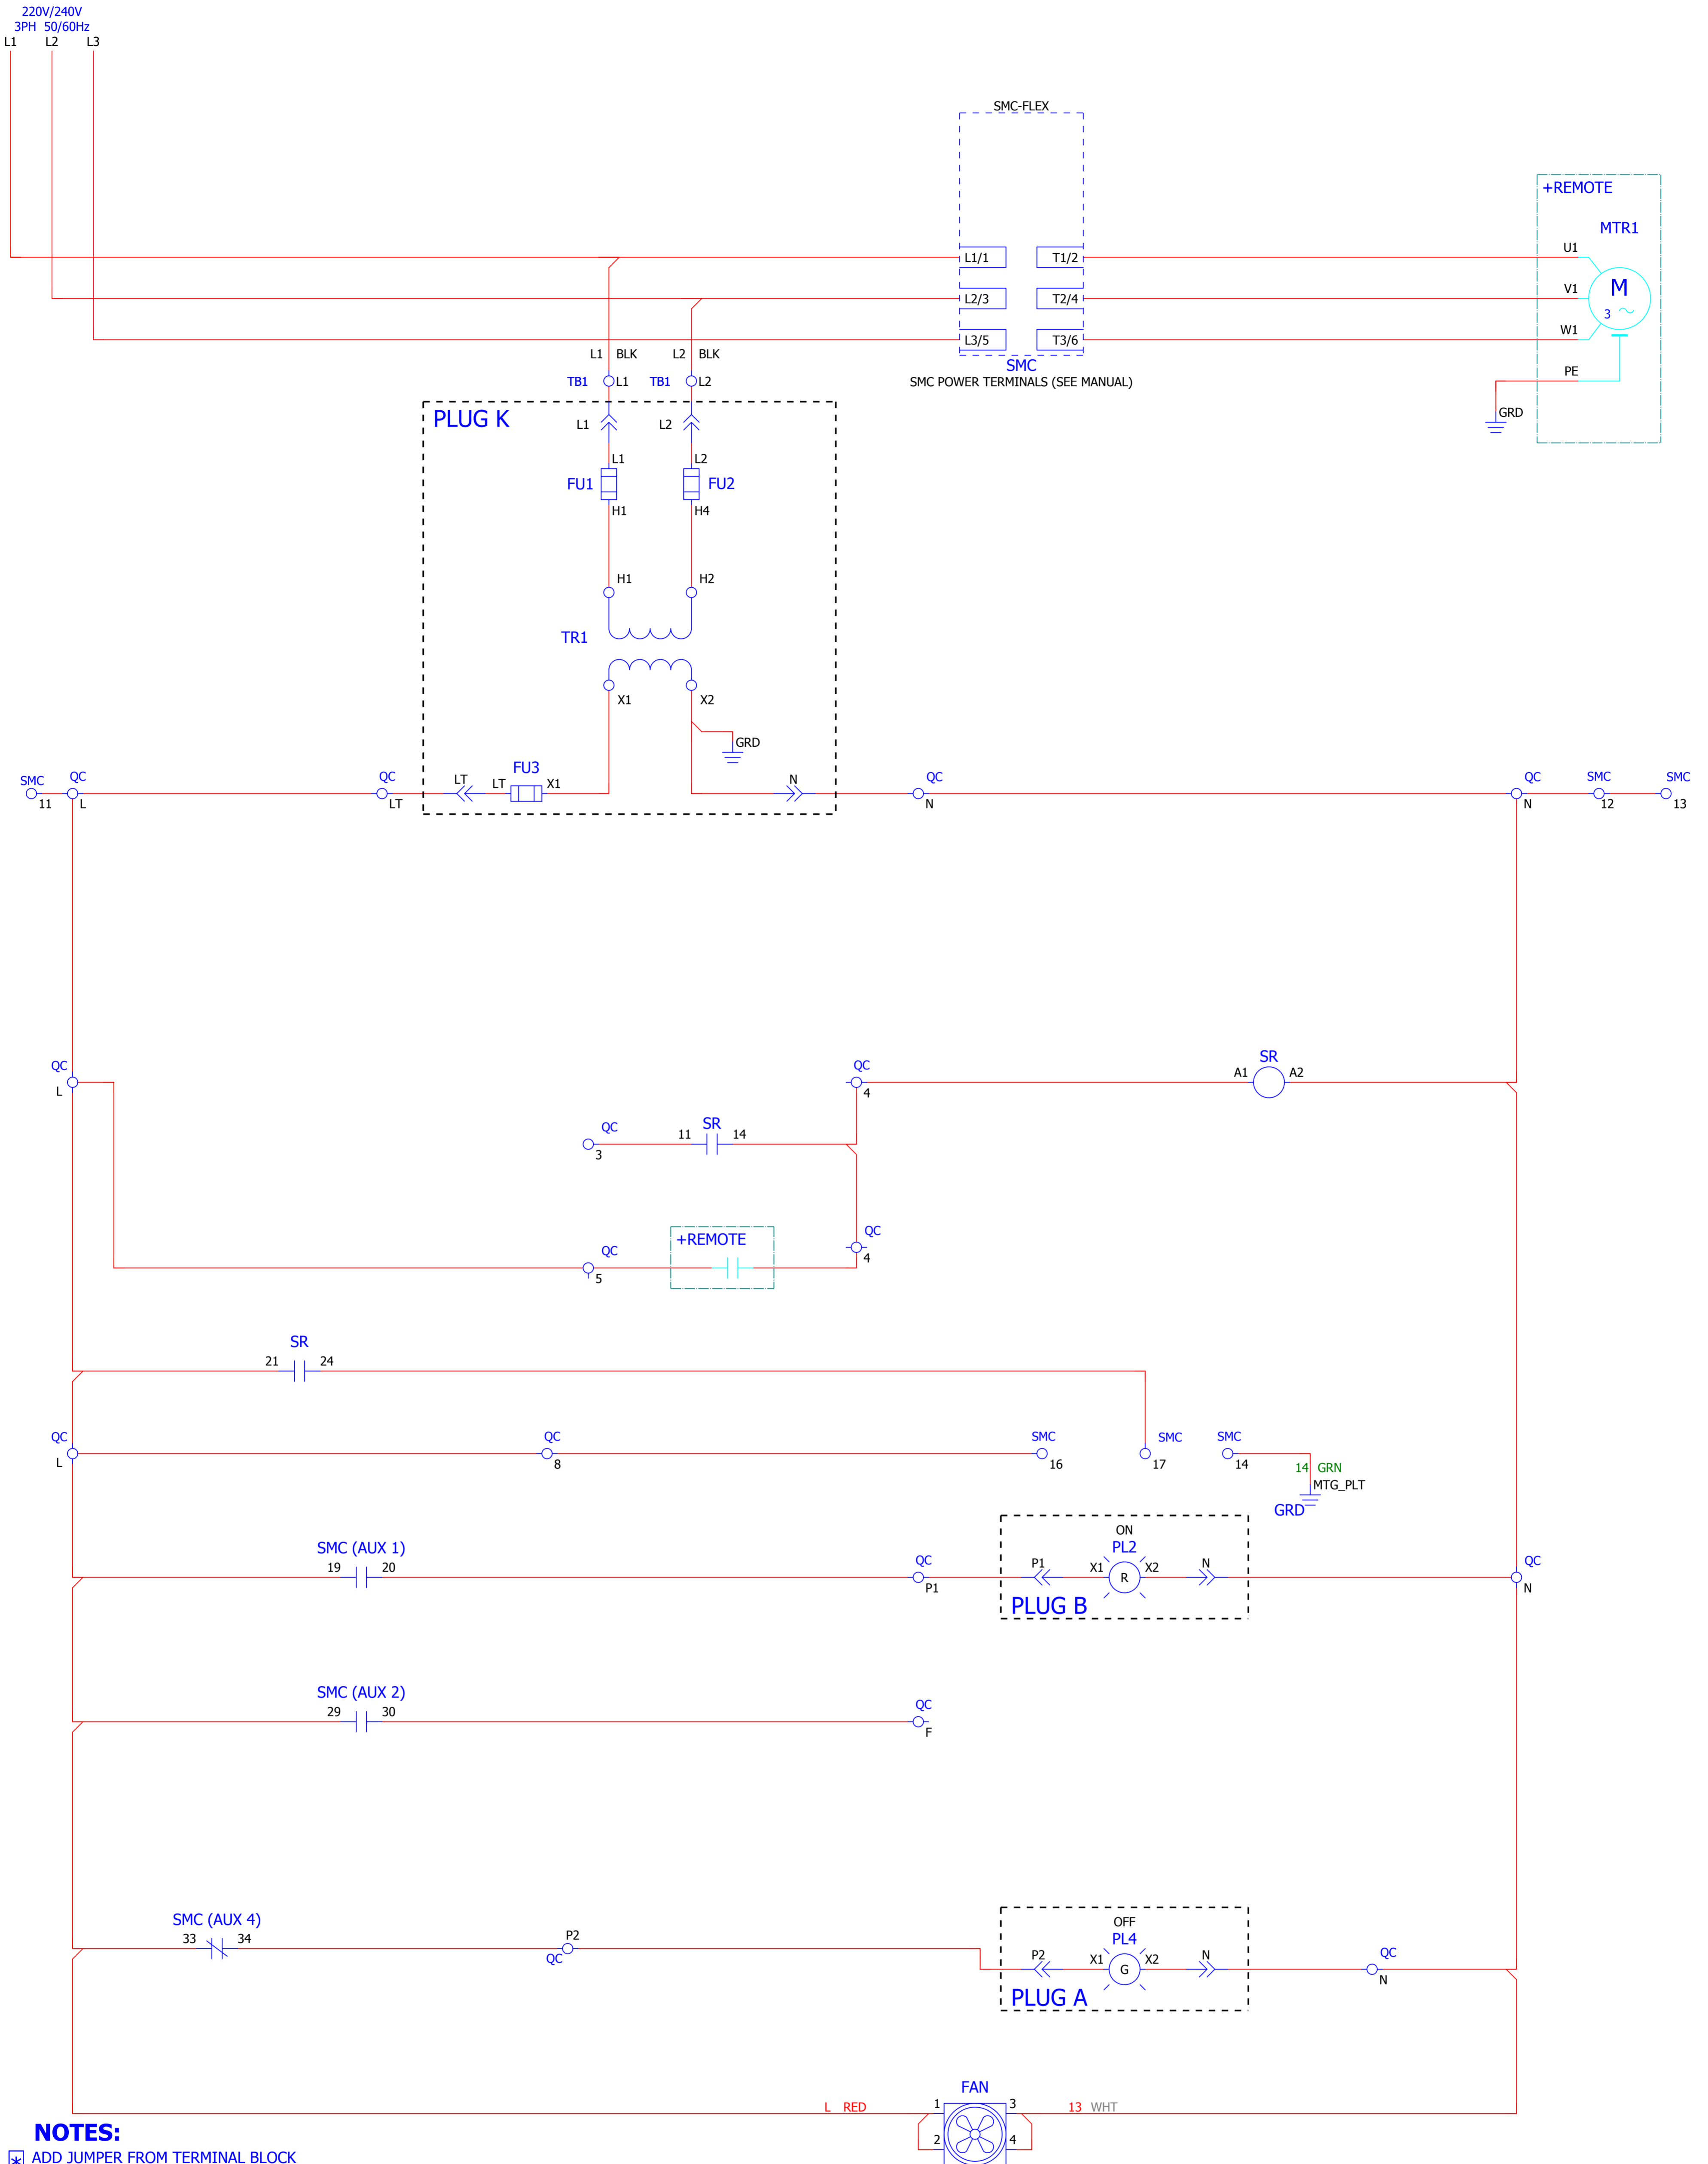 220V/240V
3PH 50/60Hz
L1 L2 L3
SMC-FLEX
+REMOTE
MTR1
U1
L1/1 T1/2
M
3
V1
L2/3 T2/4
W1
L3/5 T3/6
L1 BLK L2 BLK
SMC
SMC POWER TERMINALS (SEE MANUAL)
PE
TB1 L1 TB1 L2
GRD
PLUG K
L1 L2
L1 L2
FU1 FU2
H1 H4
H1 H2
TR1
X1 X2
GRD
SMC QC QC LT LT FU3 X1 N QC QC SMC SMC
11 L LT N N 12 13
QC QC SR
L 4 A1 A2
QC 11 SR 14
3
QC
4
QC +REMOTE
5
SR
21 24
QC QC SMC SMC SMC
L 8 16 17 14
14 GRN
MTG_PLT
GRD
ON
SMC (AUX 1) QC P1 X1 PL2 X2 N QC
19 20 P1 R N
PLUG B
SMC (AUX 2) QC
29 30 F
SMC (AUX 4) OFF
33 34 P2 PL4
QC P2 X1 X2 N QC
G N
PLUG A
FAN
L RED 1 3 13 WHT
2 4
NOTES:
* ADD JUMPER FROM TERMINAL BLOCK